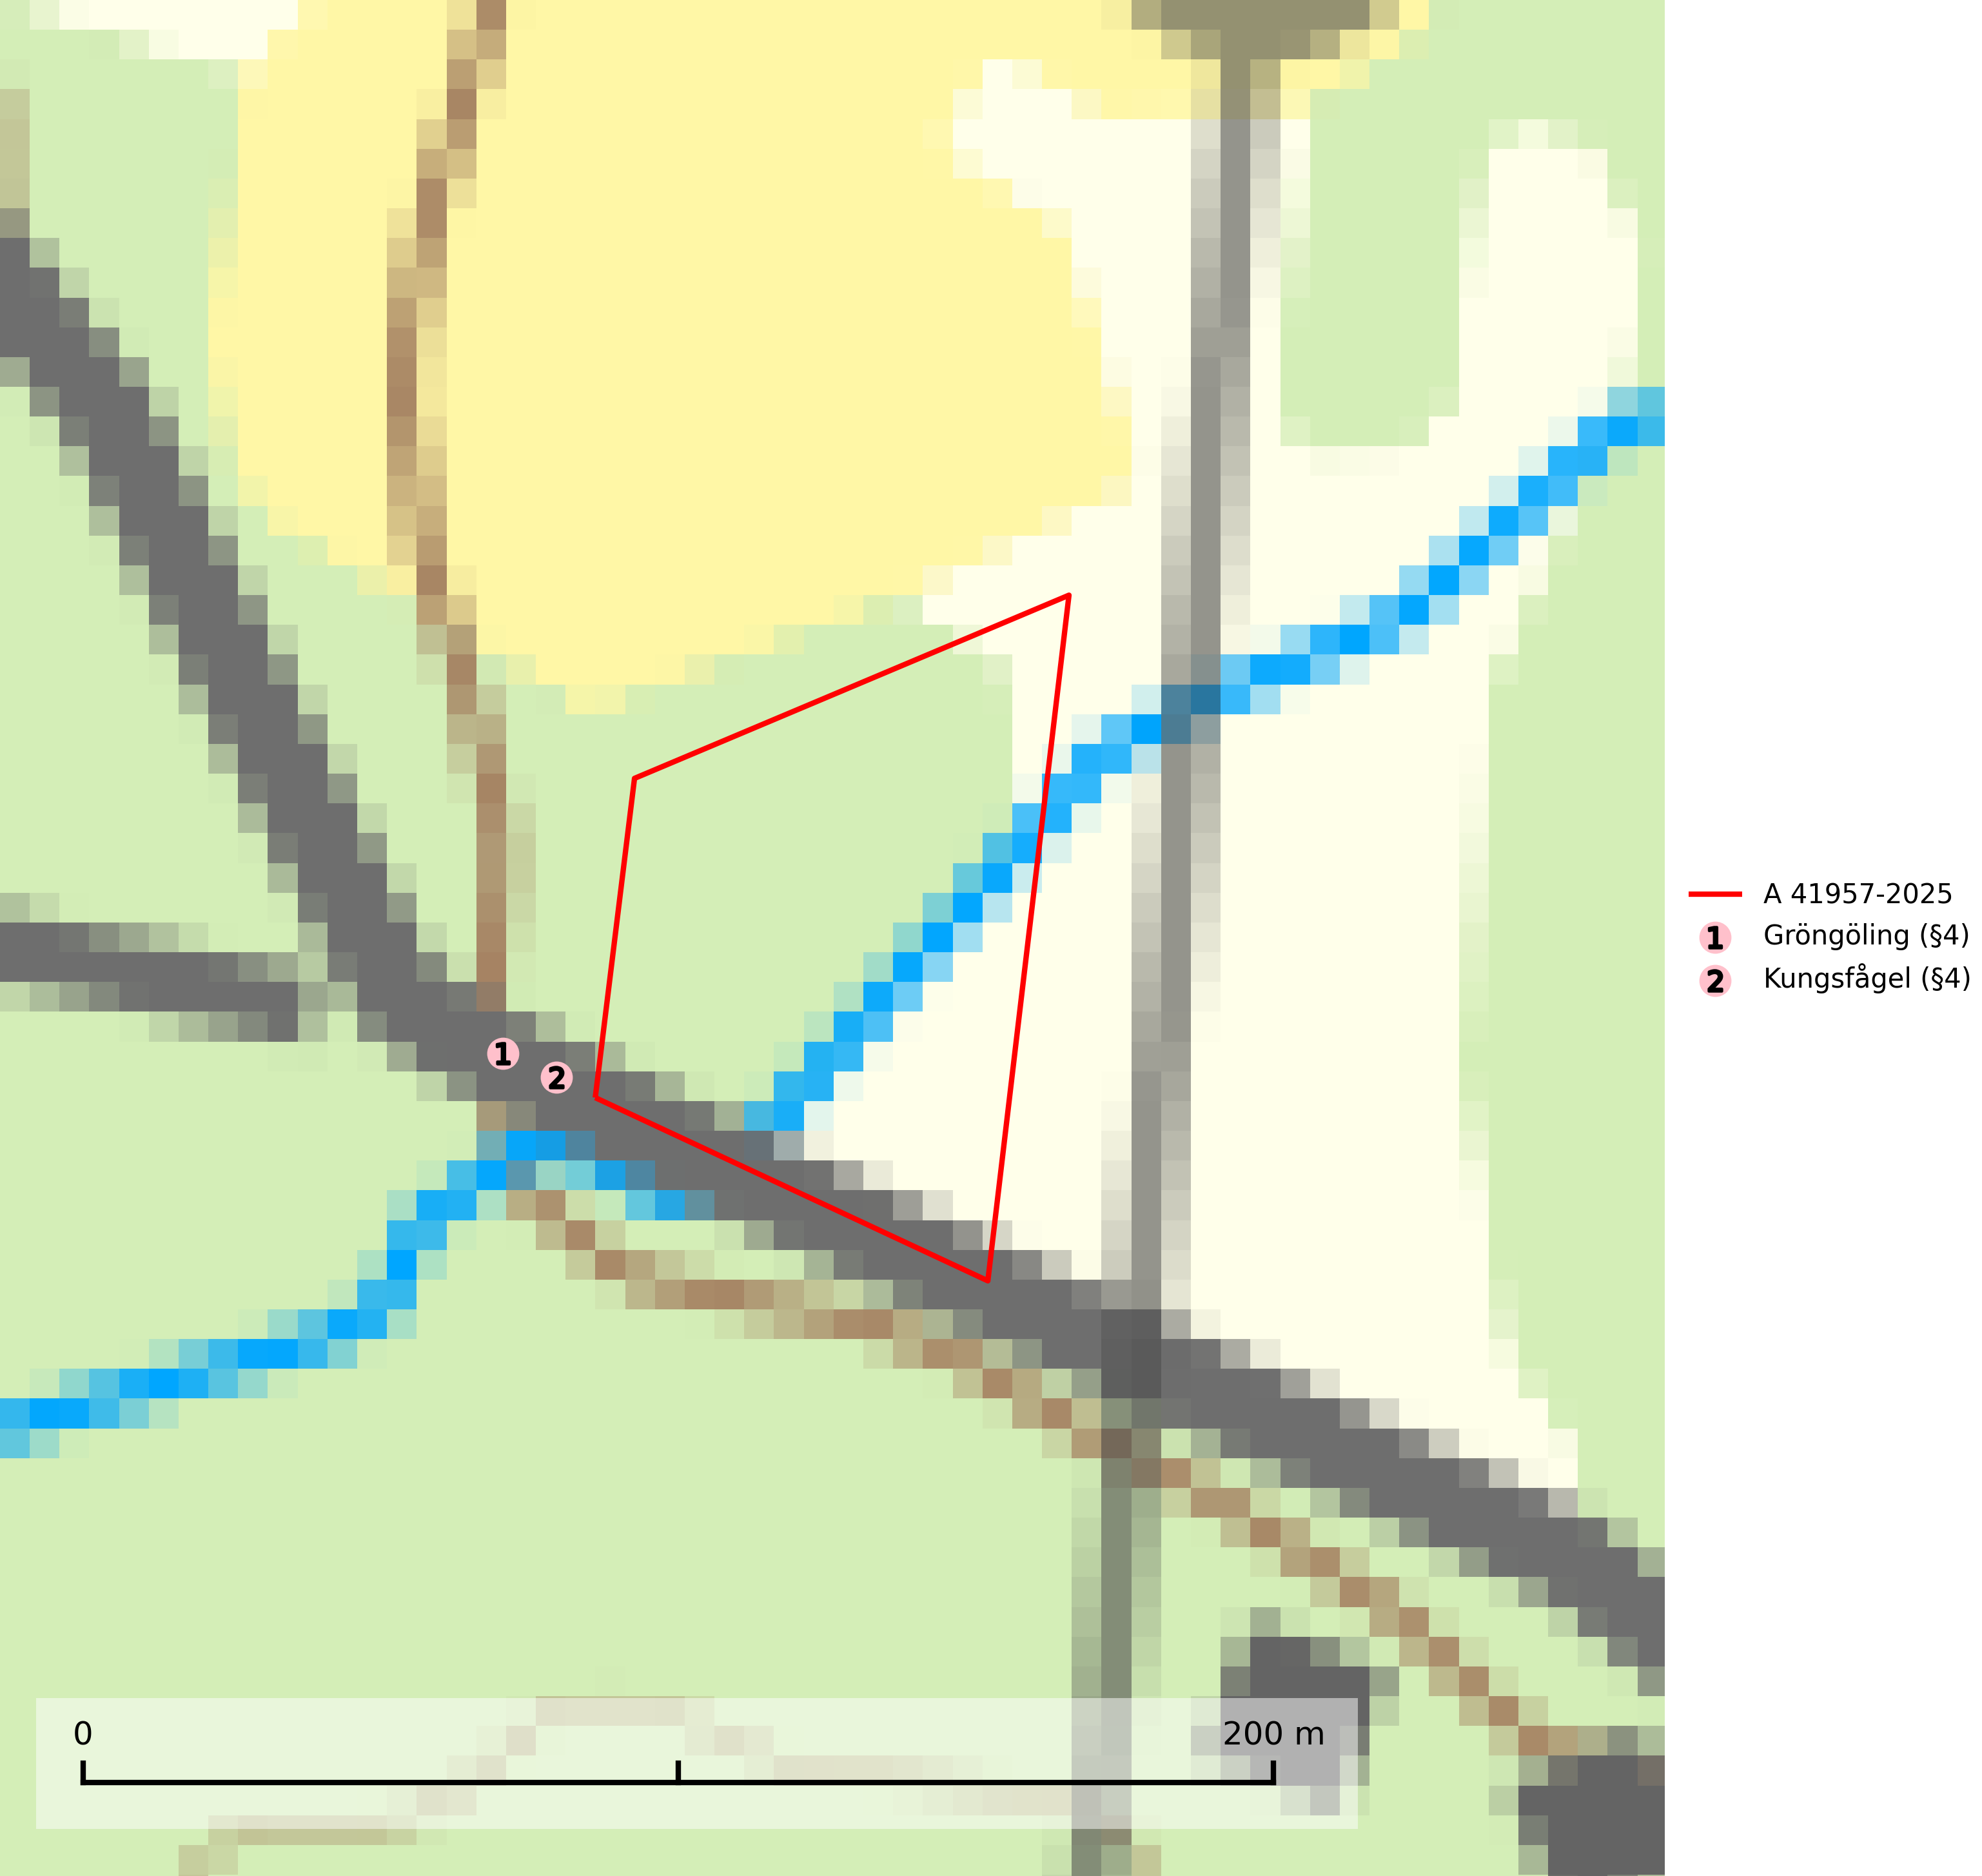 A 41957-2025
1 Gröngöling (§4)
2 Kungsfågel (§4)
1
2
0
200 m